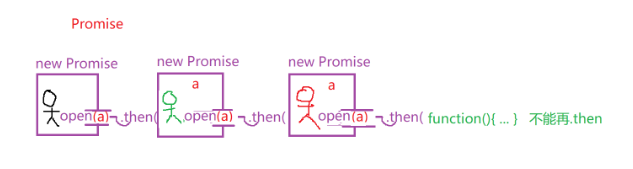 Promise
new Promise new Promise new Promise
a a
open(a) .then( open(a) .then( open(a) .then( function(){ ... } 不能再.then